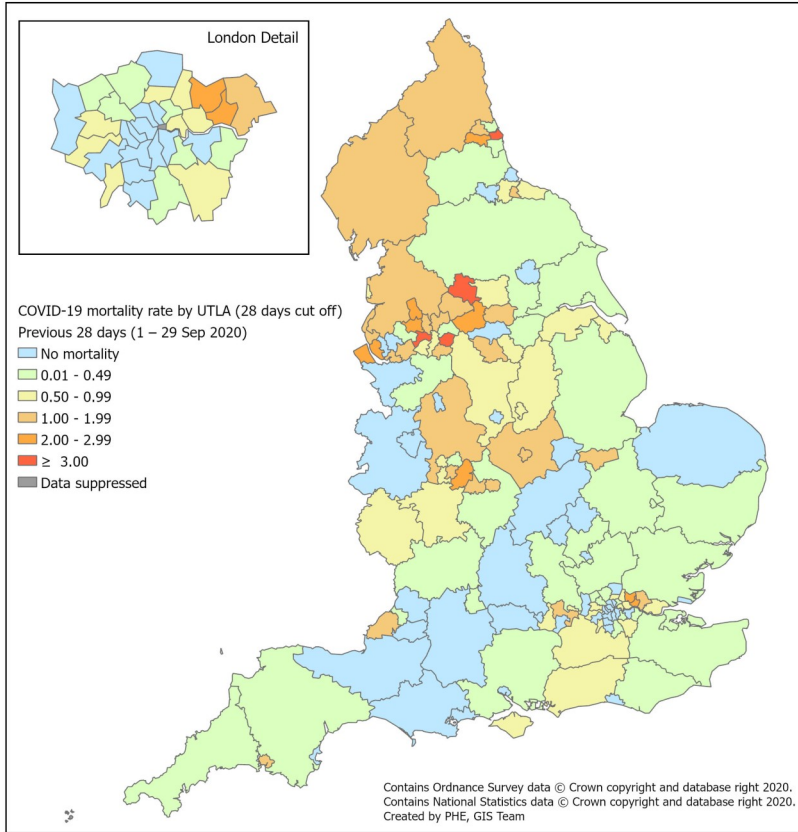 London Detail
COVID-19 mortality rate by UTLA (28 days cut off)
Previous 28 days (1 – 29 Sep 2020)
No mortality
0.01 - 0.49
0.50 - 0.99
1.00 - 1.99
2.00 - 2.99
≥ 3.00
Data suppressed
Contains Ordnance Survey data © Crown copyright and database right 2020.
Contains National Statistics data © Crown copyright and database right 2020.
Created by PHE, GIS Team